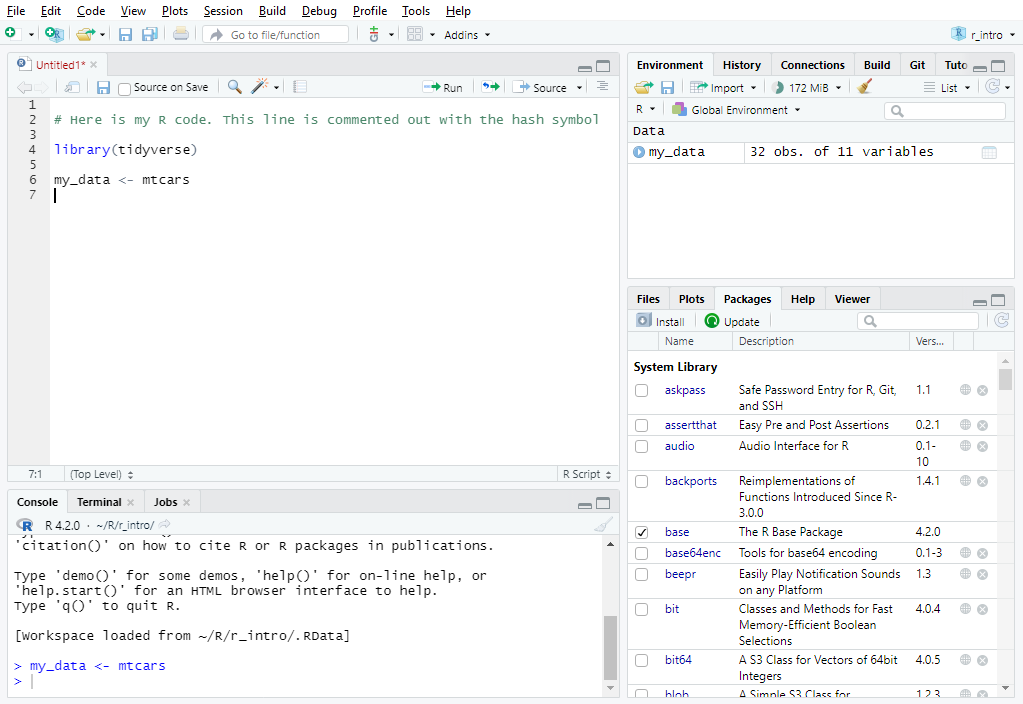 File Edit Code View Plots Session Build Debug Profile Tools Help
Go to file/function Addins r_intro
Untitled1*
Source on Save Run Source
1
2 # Here is my R code. This line is commented out with the hash symbol
3
4 library(tidyverse)
5
6 my_data <- mtcars
7
7:1 (Top Level) R Script
Console Terminal Jobs
R 4.2.0 · ~/R/r_intro/
'citation()' on how to cite R or R packages in publications.
Type 'demo()' for some demos, 'help()' for on-line help, or
'help.start()' for an HTML browser interface to help.
Type 'q()' to quit R.
[Workspace loaded from ~/R/r_intro/.RData]
> my_data <- mtcars
>
Environment History Connections Build Git Tuto
Import 172 MiB List
R Global Environment
Data
my_data 32 obs. of 11 variables
Files Plots Packages Help Viewer
Install Update
Name Description Vers...
System Library
askpass Safe Password Entry for R, Git, 1.1
and SSH
assertthat Easy Pre and Post Assertions 0.2.1
audio Audio Interface for R 0.1-
10
backports Reimplementations of 1.4.1
Functions Introduced Since R-
3.0.0
base The R Base Package 4.2.0
base64enc Tools for base64 encoding 0.1-3
beepr Easily Play Notification Sounds 1.3
on any Platform
bit Classes and Methods for Fast 4.0.4
Memory-Efficient Boolean
Selections
bit64 A S3 Class for Vectors of 64bit 4.0.5
Integers
blob A Simple S3 Class for 1.2.3